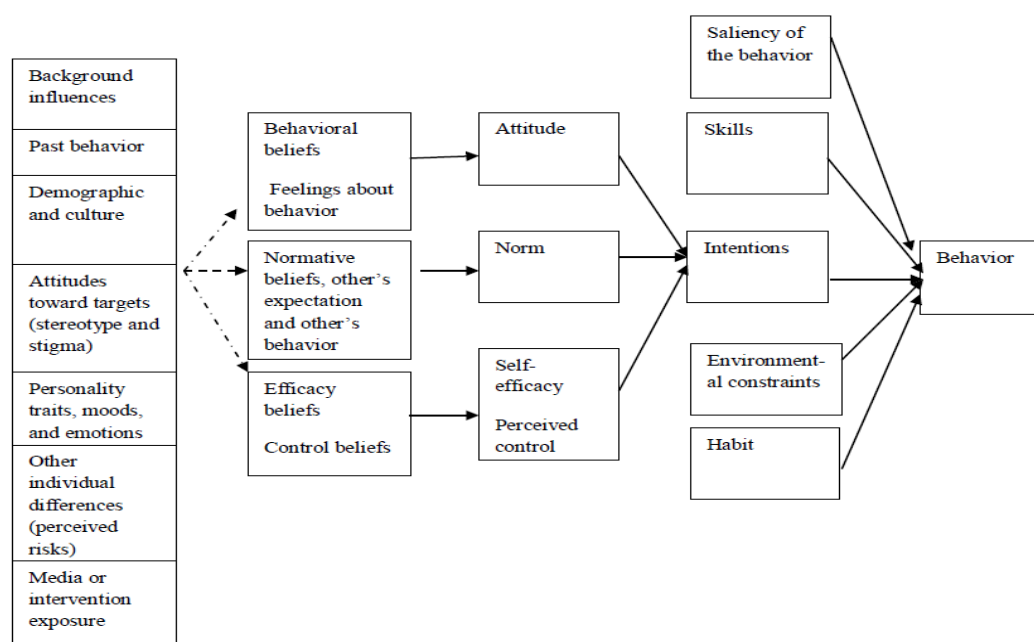 Background
influences
Past behavior
Demographic
and culture
Attitudes
toward targets
(stereotype and
stigma)
Personality
traits, moods,
and emotions
Other
individual
differences
(perceived
risks)
Media or
intervention
exposure
Behavioral
beliefs
Feelings about
behavior
Normative
beliefs, other’s
expectation
and other’s
behavior
Efficacy
beliefs
Control beliefs
Attitude
Norm
Self-
efficacy
Perceived
control
Saliency of
the behavior
Skills
Intentions
Environment-
al constraints
Habit
Behavior